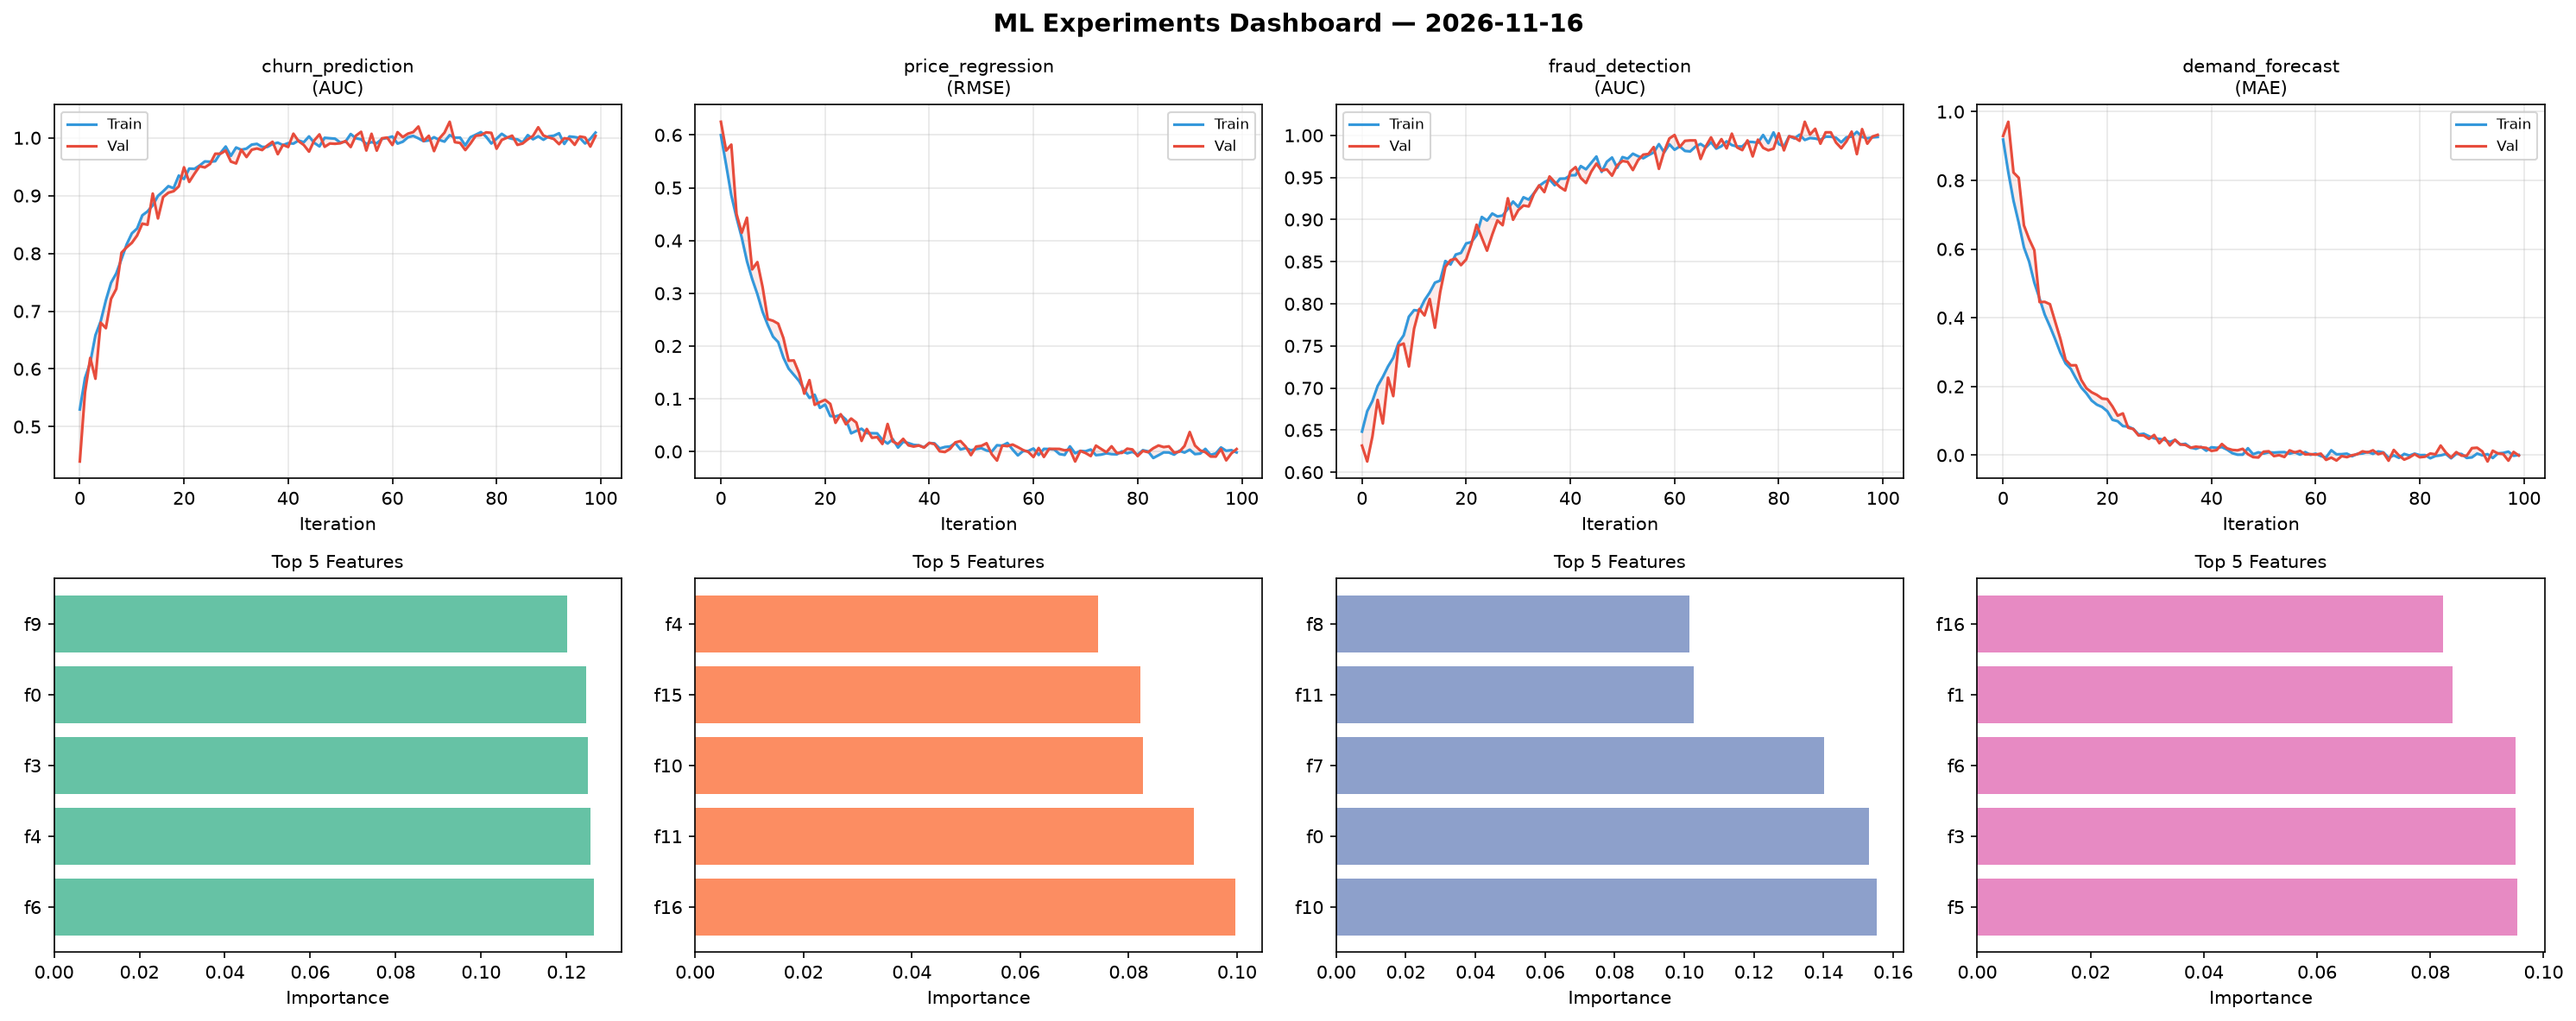 ML Experiments Dashboard — 2026-11-16
churn_prediction
(AUC)
Train
Val
1.0
0.9
0.8
0.7
0.6
0.5
0 20 40 60 80 100
Iteration
price_regression
(RMSE)
Train
Val
0.6
0.5
0.4
0.3
0.2
0.1
0.0
0 20 40 60 80 100
Iteration
fraud_detection
(AUC)
Train
Val
1.00
0.95
0.90
0.85
0.80
0.75
0.70
0.65
0.60
0 20 40 60 80 100
Iteration
demand_forecast
(MAE)
Train
Val
1.0
0.8
0.6
0.4
0.2
0.0
0 20 40 60 80 100
Iteration
Top 5 Features
f9
f0
f3
f4
f6
0.00 0.02 0.04 0.06 0.08 0.10 0.12
Importance
Top 5 Features
f4
f15
f10
f11
f16
0.00 0.02 0.04 0.06 0.08 0.10
Importance
Top 5 Features
f8
f11
f7
f0
f10
0.00 0.02 0.04 0.06 0.08 0.10 0.12 0.14 0.16
Importance
Top 5 Features
f16
f1
f6
f3
f5
0.00 0.02 0.04 0.06 0.08 0.10
Importance